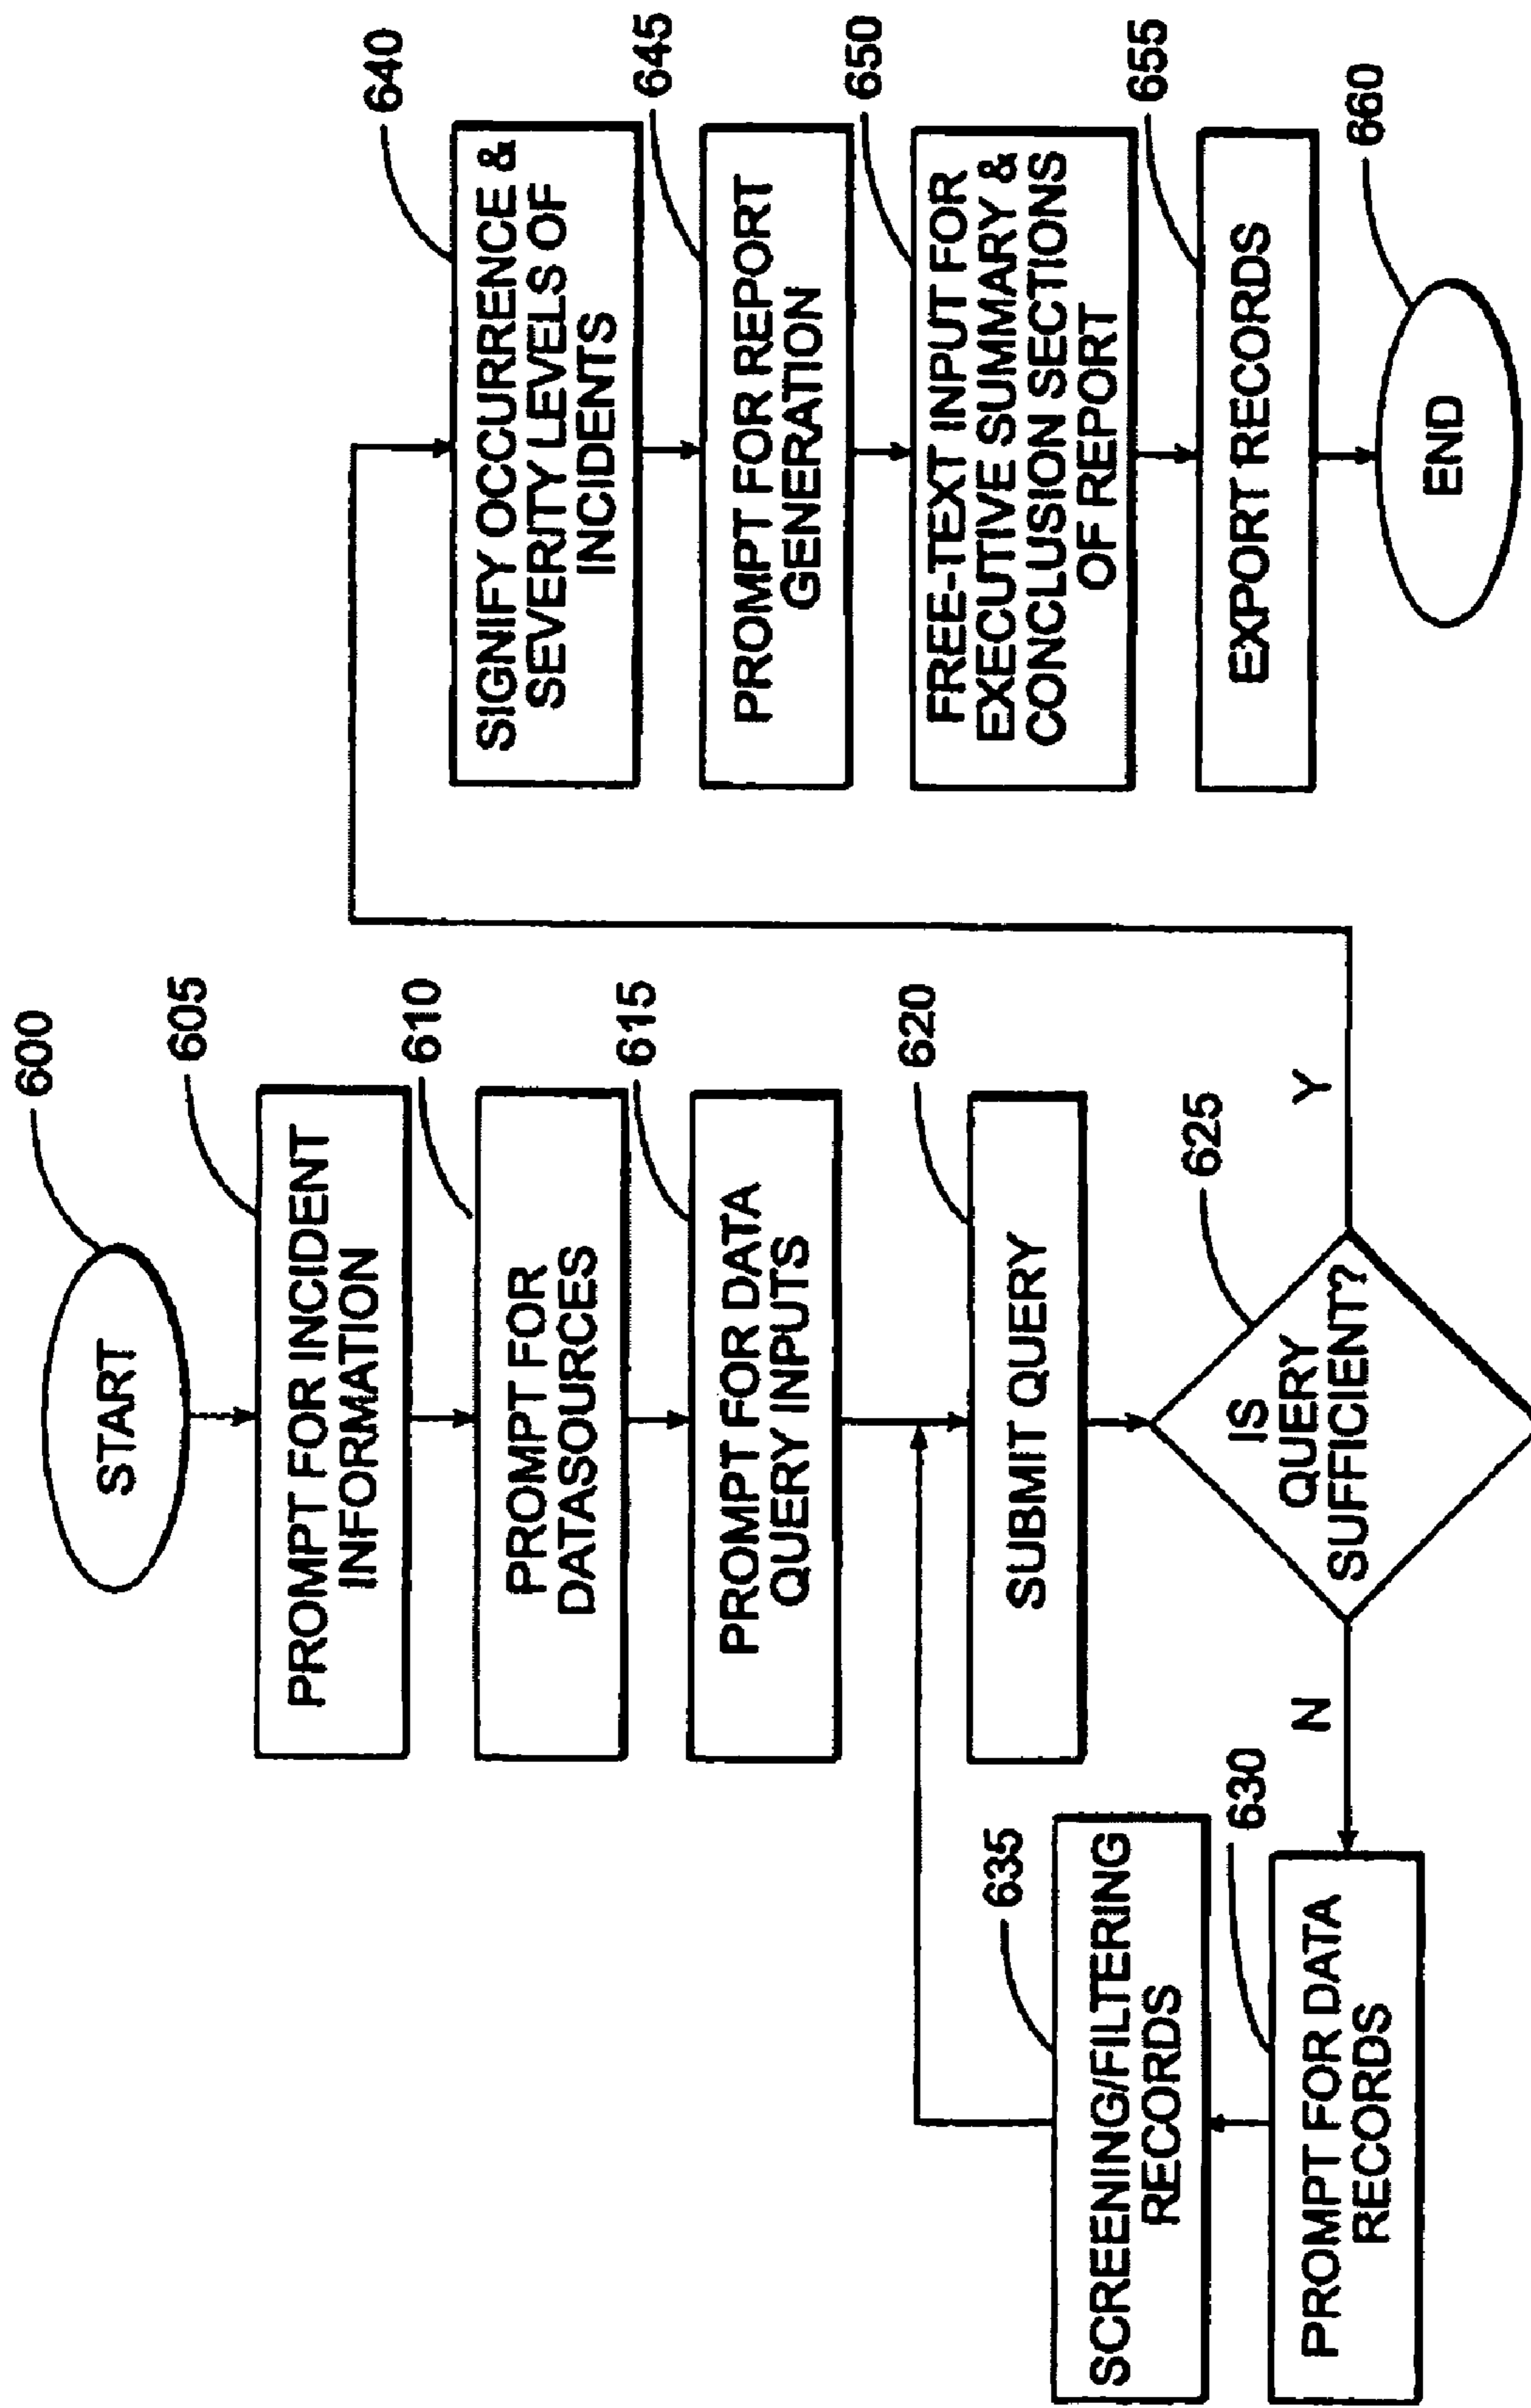 600
START
605
PROMPT FOR INCIDENT
INFORMATION
610
PROMPT FOR
DATASOURCES
615
PROMPT FOR DATA
QUERY INPUTS
620
SUBMIT QUERY
625
IS
QUERY
SUFFICIENT?
N
Y
630
PROMPT FOR DATA
RECORDS
635
SCREENING/FILTERING
RECORDS
640
SIGNIFY OCCURRENCE &
SEVERITY LEVELS OF
INCIDENTS
645
PROMPT FOR REPORT
GENERATION
650
FREE-TEXT INPUT FOR
EXECUTIVE SUMMARY &
CONCLUSION SECTIONS
OF REPORT
655
EXPORT RECORDS
660
END